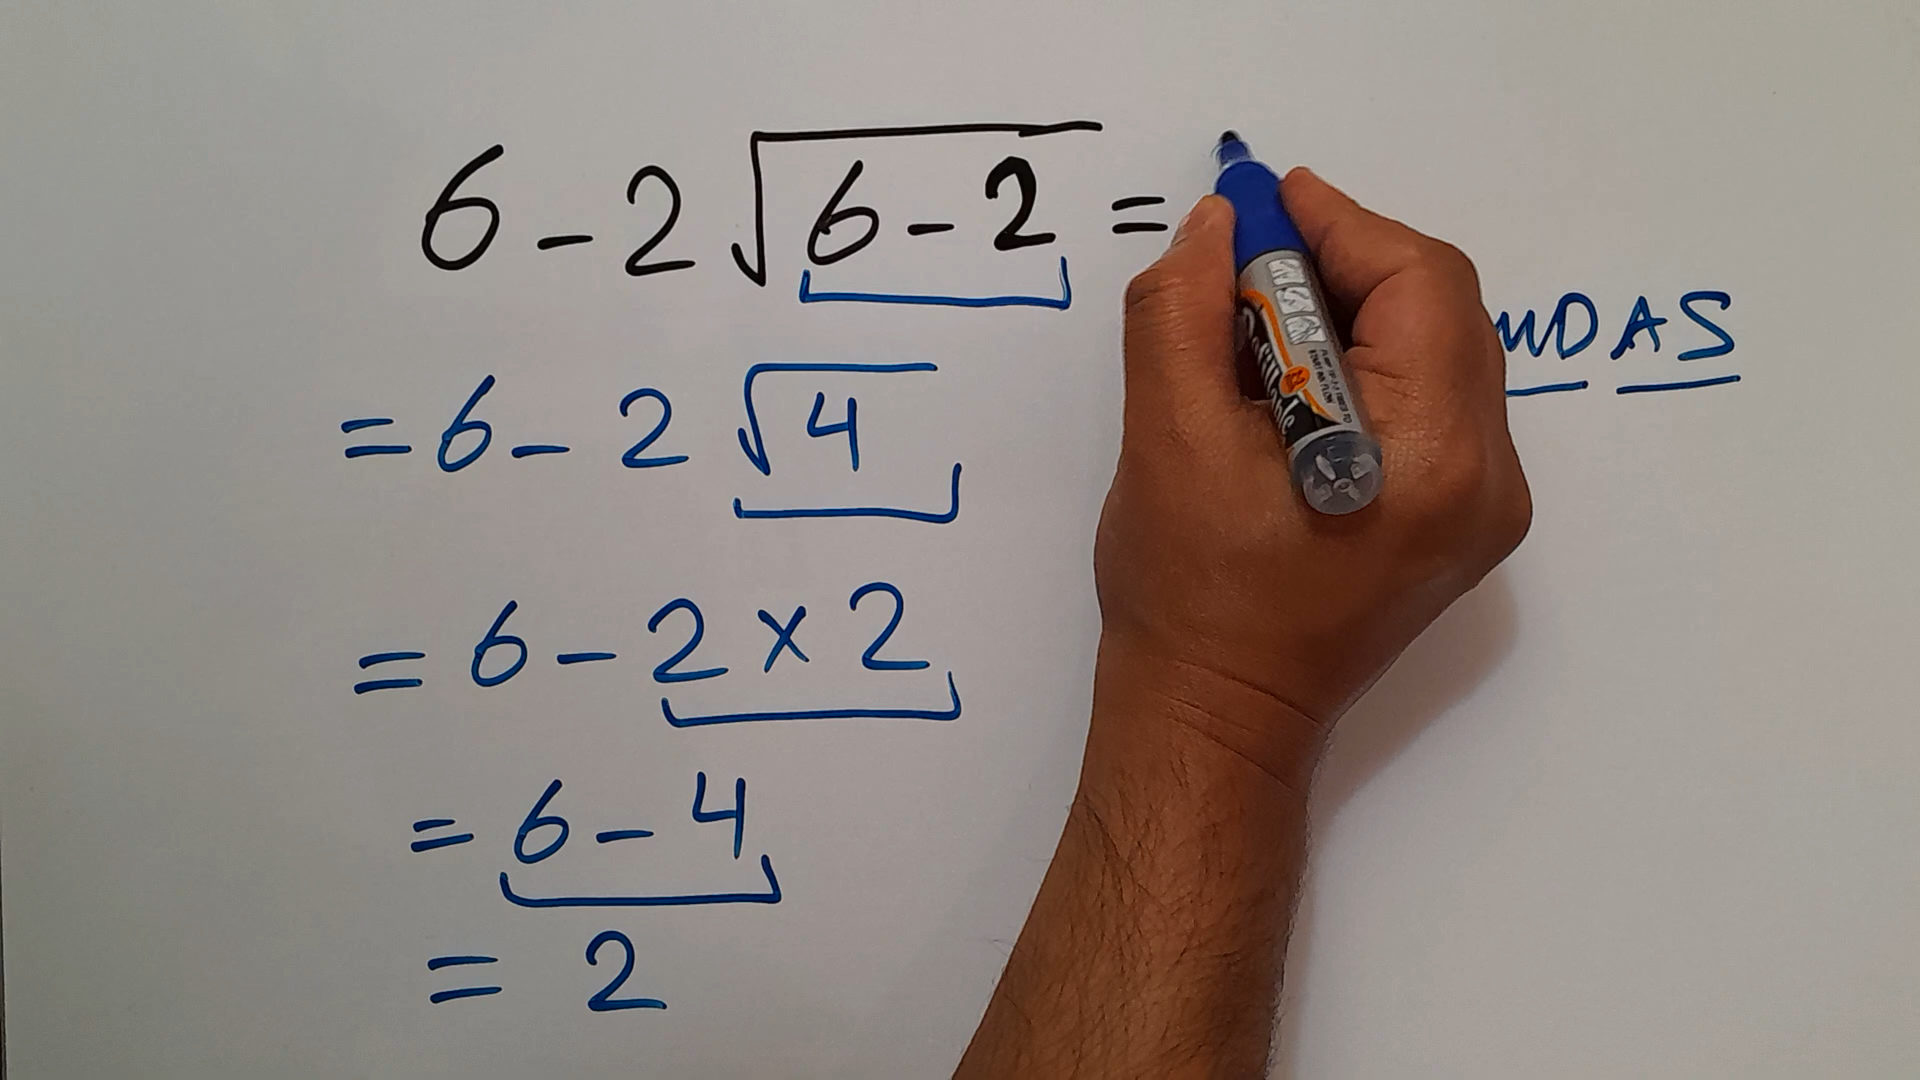 6 - 2 √(6 - 2) =
MDAS
= 6 - 2 √4
= 6 - 2 × 2
= 6 - 4
= 2